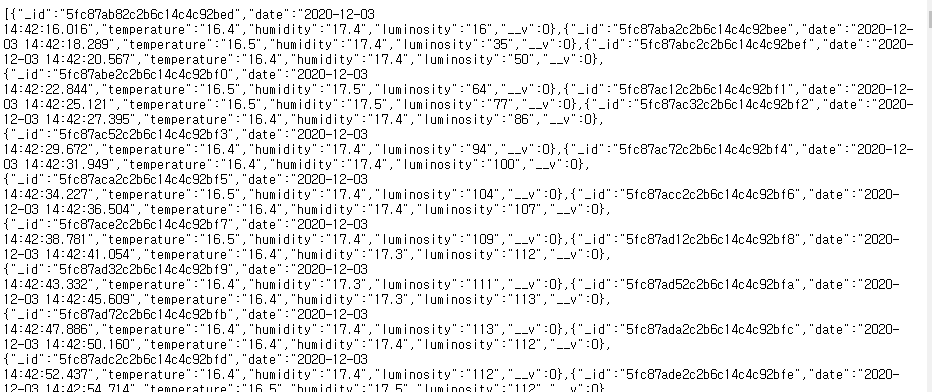 [{"_id":"5fc87ab82c2b6c14c4c92bed","date":"2020-12-03
14:42:16.016","temperature":"16.4","humidity":"17.4","luminosity":"16","__v":0},{"_id":"5fc87aba2c2b6c14c4c92bee","date":"2020-12-
03 14:42:18.289","temperature":"16.5","humidity":"17.4","luminosity":"35","__v":0},{"_id":"5fc87abc2c2b6c14c4c92bef","date":"2020-
12-03 14:42:20.567","temperature":"16.4","humidity":"17.4","luminosity":"50","__v":0},
{"_id":"5fc87abe2c2b6c14c4c92bf0","date":"2020-12-03
14:42:22.844","temperature":"16.5","humidity":"17.5","luminosity":"64","__v":0},{"_id":"5fc87ac12c2b6c14c4c92bf1","date":"2020-12-
03 14:42:25.121","temperature":"16.5","humidity":"17.5","luminosity":"77","__v":0},{"_id":"5fc87ac32c2b6c14c4c92bf2","date":"2020-
12-03 14:42:27.395","temperature":"16.4","humidity":"17.4","luminosity":"86","__v":0},
{"_id":"5fc87ac52c2b6c14c4c92bf3","date":"2020-12-03
14:42:29.672","temperature":"16.4","humidity":"17.4","luminosity":"94","__v":0},{"_id":"5fc87ac72c2b6c14c4c92bf4","date":"2020-12-
03 14:42:31.949","temperature":"16.4","humidity":"17.4","luminosity":"100","__v":0},
{"_id":"5fc87aca2c2b6c14c4c92bf5","date":"2020-12-03
14:42:34.227","temperature":"16.5","humidity":"17.4","luminosity":"104","__v":0},{"_id":"5fc87acc2c2b6c14c4c92bf6","date":"2020-
12-03 14:42:36.504","temperature":"16.4","humidity":"17.4","luminosity":"107","__v":0},
{"_id":"5fc87ace2c2b6c14c4c92bf7","date":"2020-12-03
14:42:38.781","temperature":"16.5","humidity":"17.4","luminosity":"109","__v":0},{"_id":"5fc87ad12c2b6c14c4c92bf8","date":"2020-
12-03 14:42:41.054","temperature":"16.4","humidity":"17.3","luminosity":"112","__v":0},
{"_id":"5fc87ad32c2b6c14c4c92bf9","date":"2020-12-03
14:42:43.332","temperature":"16.4","humidity":"17.3","luminosity":"111","__v":0},{"_id":"5fc87ad52c2b6c14c4c92bfa","date":"2020-
12-03 14:42:45.609","temperature":"16.4","humidity":"17.3","luminosity":"113","__v":0},
{"_id":"5fc87ad72c2b6c14c4c92bfb","date":"2020-12-03
14:42:47.886","temperature":"16.4","humidity":"17.4","luminosity":"113","__v":0},{"_id":"5fc87ada2c2b6c14c4c92bfc","date":"2020-
12-03 14:42:50.160","temperature":"16.4","humidity":"17.4","luminosity":"112","__v":0},
{"_id":"5fc87adc2c2b6c14c4c92bfd","date":"2020-12-03
14:42:52.437","temperature":"16.4","humidity":"17.4","luminosity":"112","__v":0},{"_id":"5fc87ade2c2b6c14c4c92bfe","date":"2020-
12-03 14:42:54.714","temperature":"16.5","humidity":"17.5","luminosity":"112","__v":0},